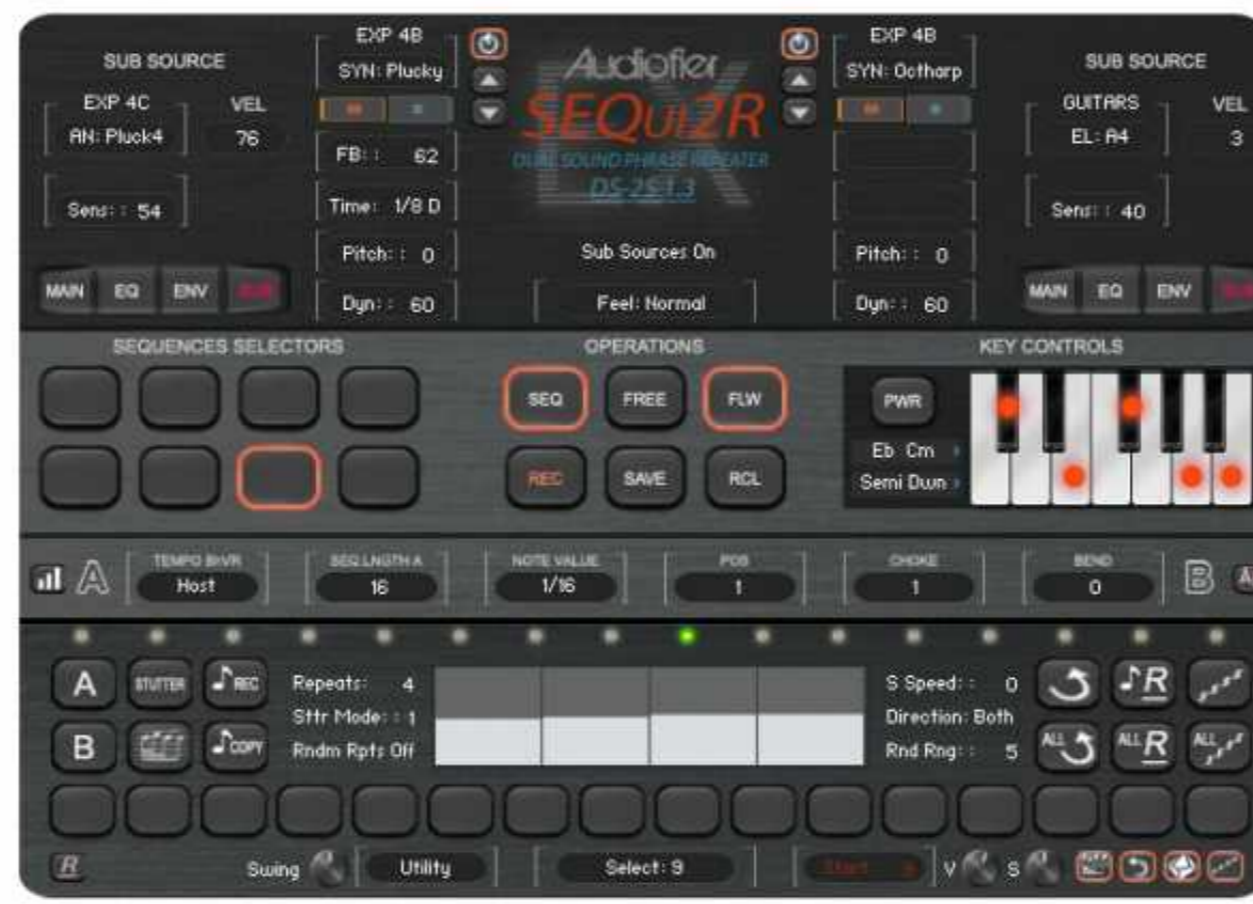 SUB SOURCE
EXP 4C VEL
AN: Pluck4 76
Sens: : 54
MAIN EQ ENV SUB
EXP 4B
SYN: Plucky
FB: : 62
Time: 1/8 D
Pitch: : 0
Dyn: : 60
Audiofier
SEQui2R
LX
DUAL SOUND PHRASE REPEATER
DS-2S 1.3
Sub Sources On
Feel: Normal
EXP 4B
SYN: Octharp
Pitch: : 0
Dyn: : 60
SUB SOURCE
GUITARS VEL
EL: A4 3
Sens: : 40
MAIN EQ ENV
SEQUENCES SELECTORS
OPERATIONS
SEQ FREE FLW
REC SAVE RCL
KEY CONTROLS
PWR
Eb Cm
Semi Dwn
A
TEMPO BHVR
Host
SEQ LNGTH A
16
NOTE VALUE
1/16
POS
1
CHOKE
1
BEND
0
B
A STUTTER REC
B COPY
Repeats: 4
Sttr Mode: : 1
Rndm Rpts Off
S Speed: : 0
Direction: Both
Rnd Rng: : 5
R
ALL ALL R ALL
R Swing Utility Select: 9 Start V S